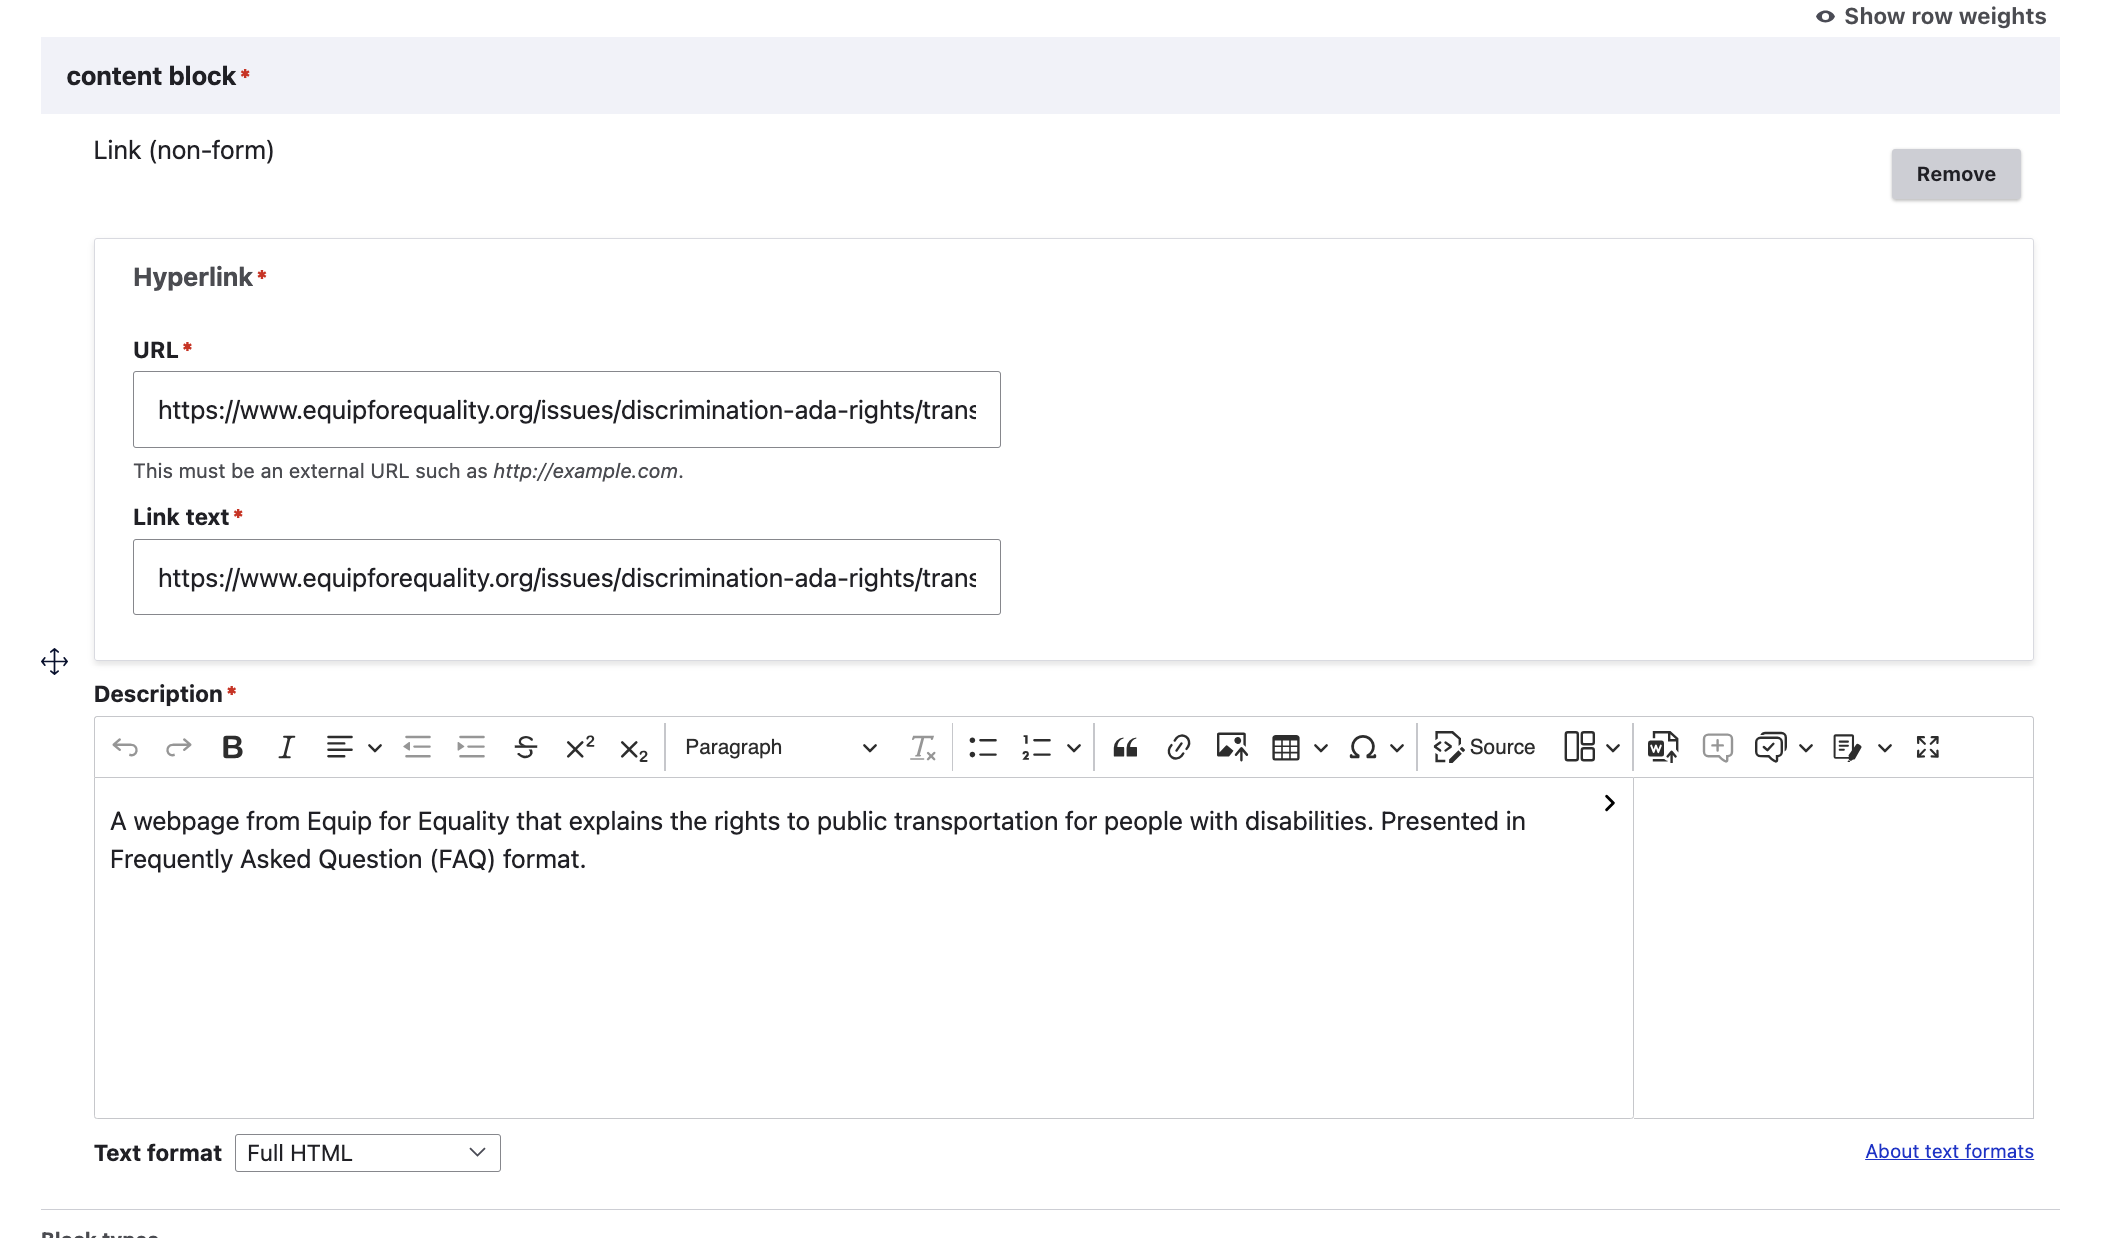 Show row weights
content block*
Link (non-form)
Remove
Hyperlink*
URL*
https://www.equipforequality.org/issues/discrimination-ada-rights/trans
This must be an external URL such as http://example.com.
Link text*
https://www.equipforequality.org/issues/discrimination-ada-rights/trans
Description*
Paragraph
Source
A webpage from Equip for Equality that explains the rights to public transportation for people with disabilities. Presented in
Frequently Asked Question (FAQ) format.
Text format Full HTML
About text formats
Block types